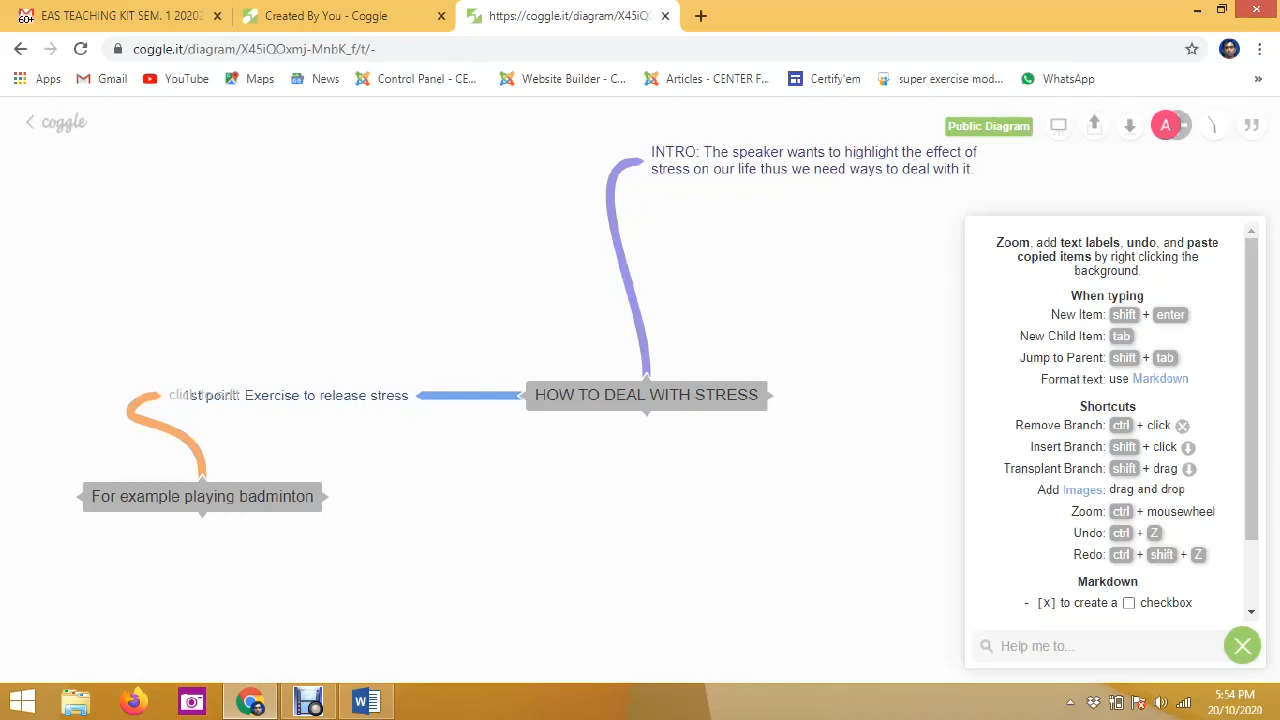 EAS TEACHING KIT SEM. 1 2020
Created By You - Coggle
https://coggle.it/diagram/X45iQ
coggle.it/diagram/X45iQOxmj-MnbK_f/t/-
Apps
Gmail
YouTube
Maps
News
Control Panel - CE...
Website Builder - C...
Articles - CENTER F...
Certify'em
super exercise mod...
WhatsApp
»
coggle
Public Diagram
A
INTRO: The speaker wants to highlight the effect of
stress on our life thus we need ways to deal with it.
Exercise to release stress
HOW TO DEAL WITH STRESS
For example playing badminton
Zoom, add text labels, undo, and paste
copied items by right clicking the
background.
When typing
New Item: shift + enter
New Child Item: tab
Jump to Parent: shift + tab
Format text: use Markdown
Shortcuts
Remove Branch: ctrl + click
Insert Branch: shift + click
Transplant Branch: shift + drag
Add Images: drag and drop
Zoom: ctrl + mousewheel
Undo: ctrl + Z
Redo: ctrl + shift + Z
Markdown
- [X] to create a checkbox
Help me to...
5:54 PM
20/10/2020